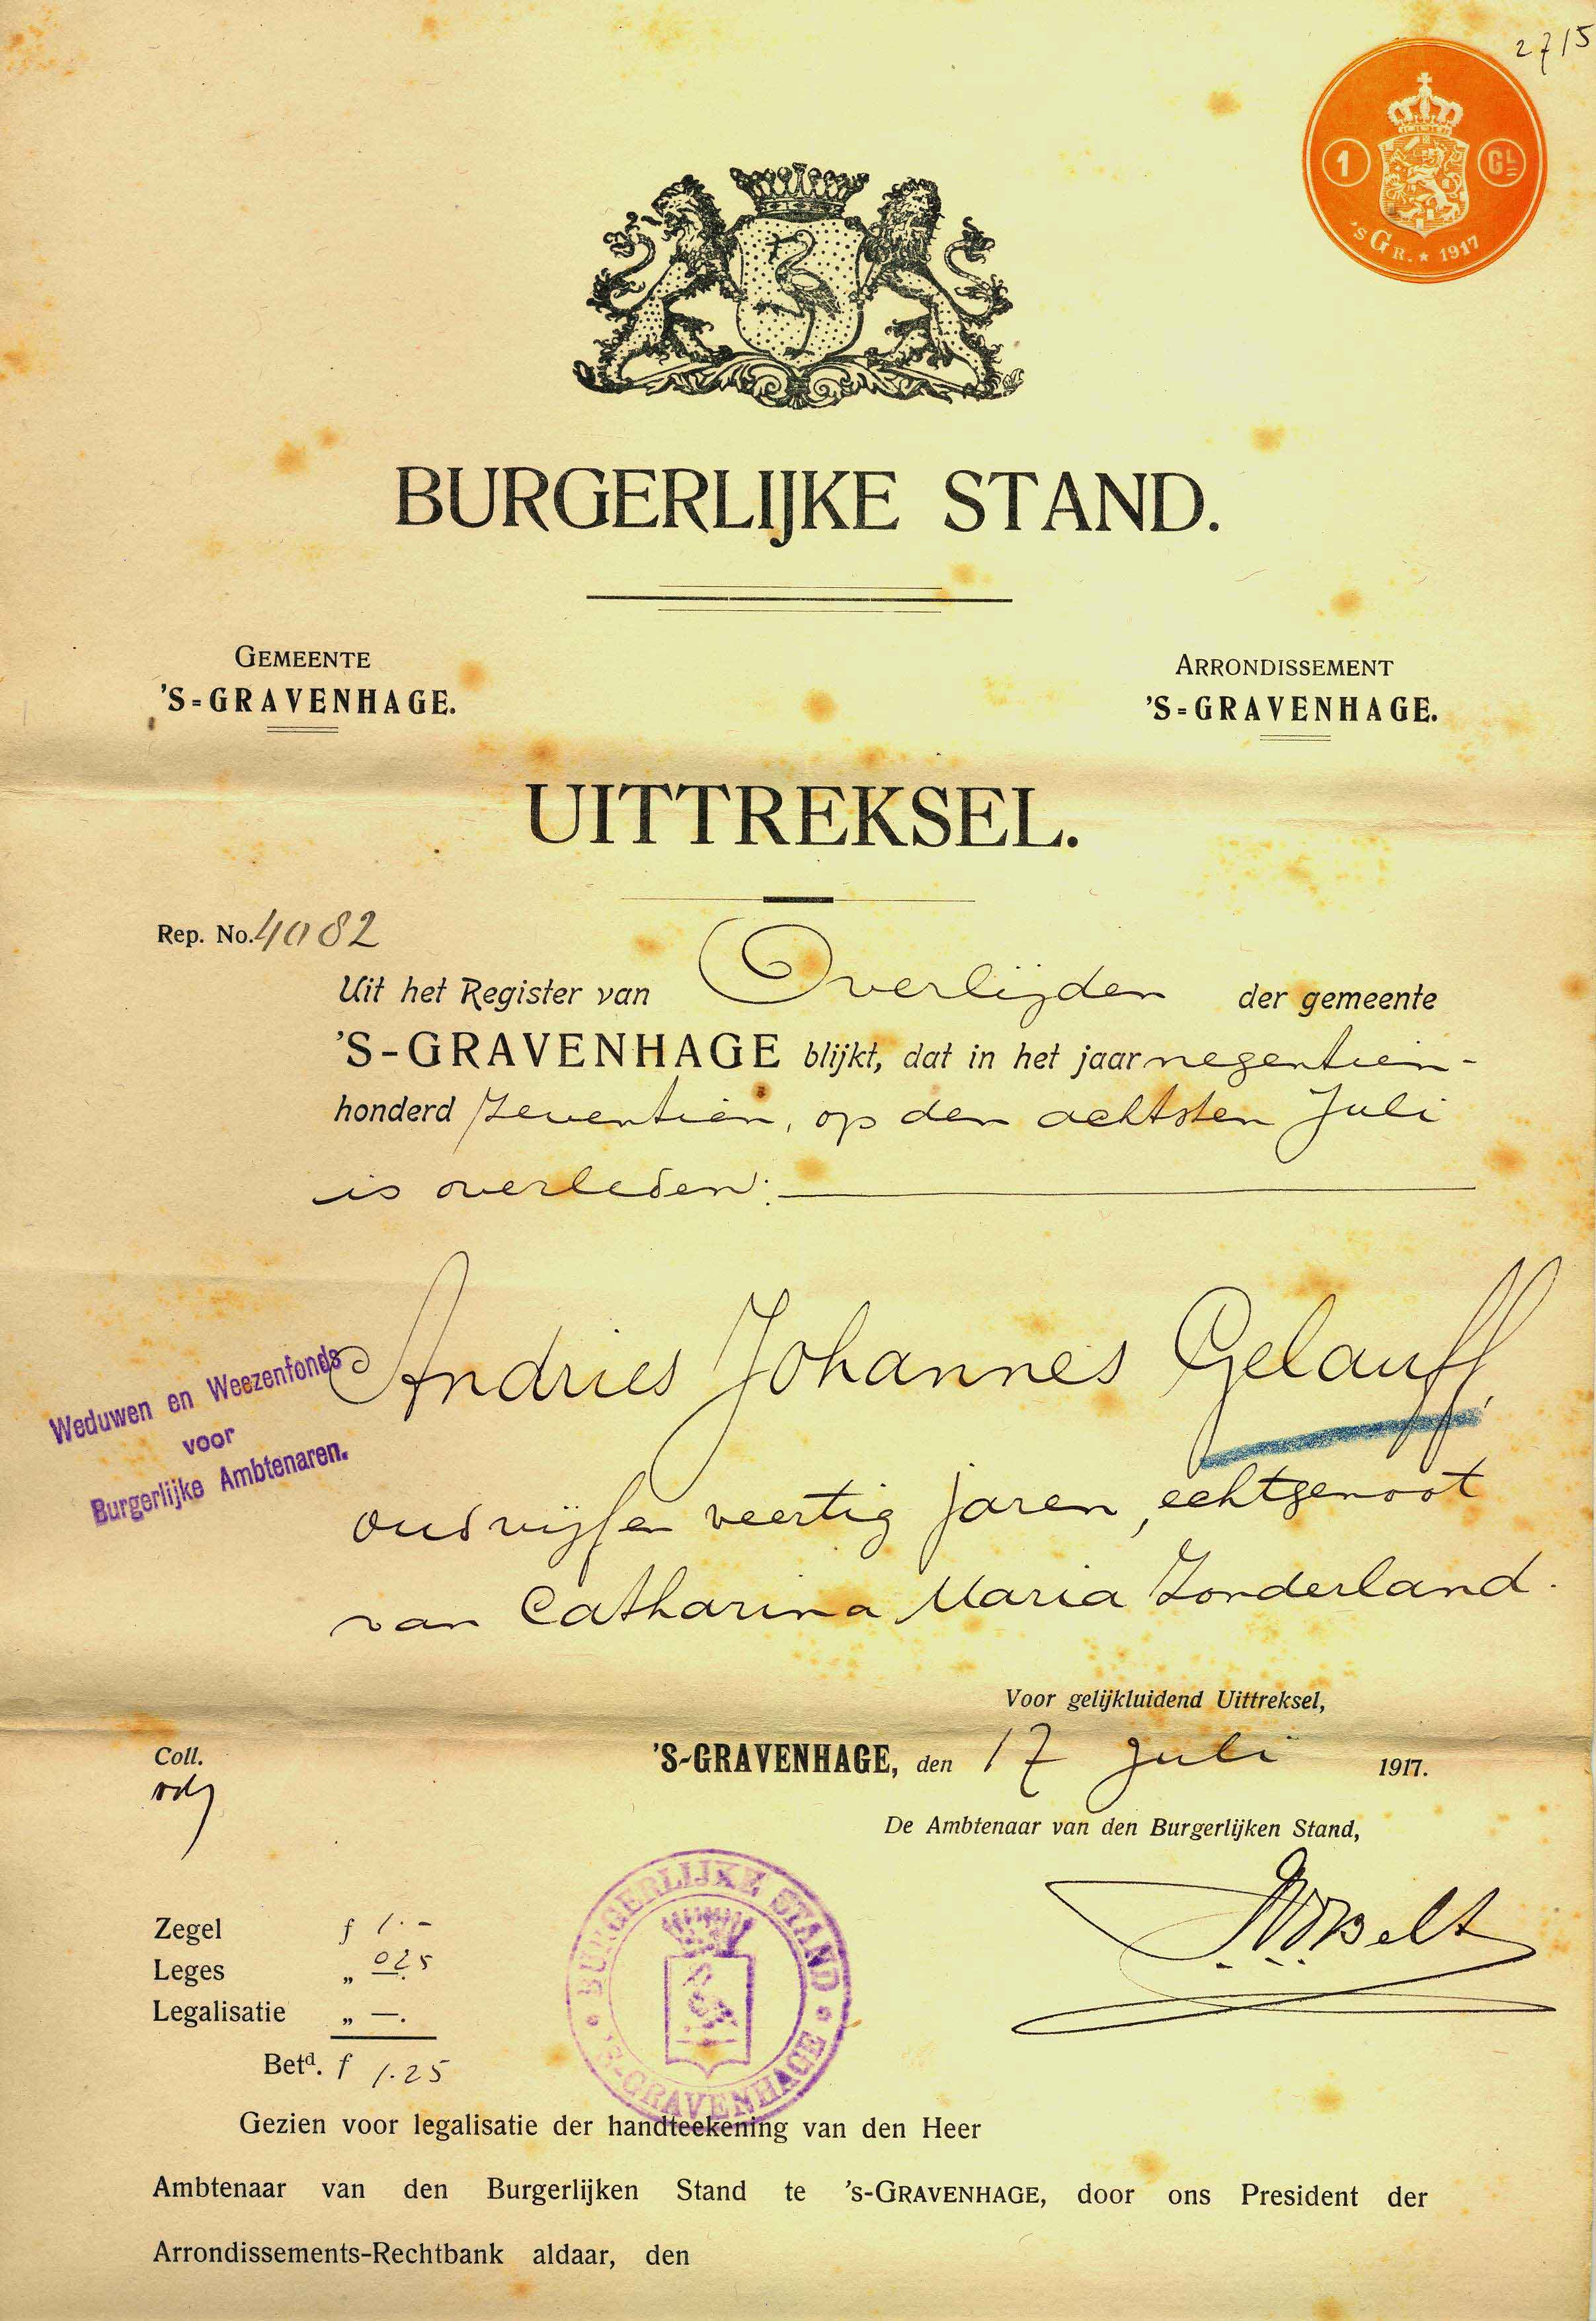 2715
1 GL
'S GR. ★ 1917
BURGERLIJKE STAND.
GEMEENTE
'S=GRAVENHAGE.
ARRONDISSEMENT
'S=GRAVENHAGE.
UITTREKSEL.
Rep. No. 4082
Uit het Register van Overlijden der gemeente
'S-GRAVENHAGE blijkt, dat in het jaar negentien-
honderd zeventien, op den achtsten Juli
is overleden:
Andries Johannes Gelauff,
Weduwen en Weezenfonds
voor
Burgerlijke Ambtenaren.
oud vijf en veertig jaren, echtgenoot
van Catharina Maria Zonderland.
Voor gelijkluidend Uittreksel,
'S-GRAVENHAGE, den 17 Juli 1917.
Coll.
De Ambtenaar van den Burgerlijken Stand,
BURGERLIJKE STAND
'S-GRAVENHAGE
Zegel f 1.-
Leges „ 025
Legalisatie „ —.
Betd. f 1.25
Gezien voor legalisatie der handteekening van den Heer
Ambtenaar van den Burgerlijken Stand te 's-GRAVENHAGE, door ons President der
Arrondissements-Rechtbank aldaar, den